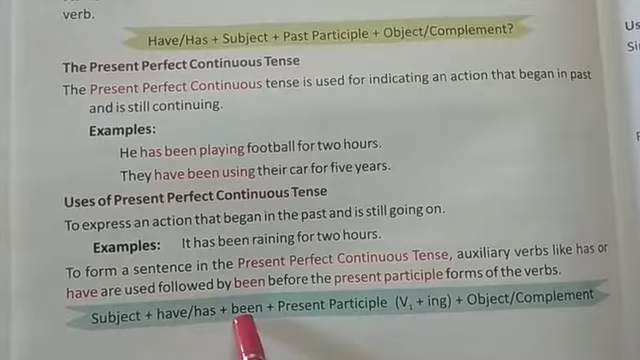 verb.
Have/Has + Subject + Past Participle + Object/Complement?
The Present Perfect Continuous Tense
The Present Perfect Continuous tense is used for indicating an action that began in past
and is still continuing.
Examples:
He has been playing football for two hours.
They have been using their car for five years.
Uses of Present Perfect Continuous Tense
To express an action that began in the past and is still going on.
Examples: It has been raining for two hours.
To form a sentence in the Present Perfect Continuous Tense, auxiliary verbs like has or
have are used followed by been before the present participle forms of the verbs.
Subject + have/has + been + Present Participle (V₁ + ing) + Object/Complement